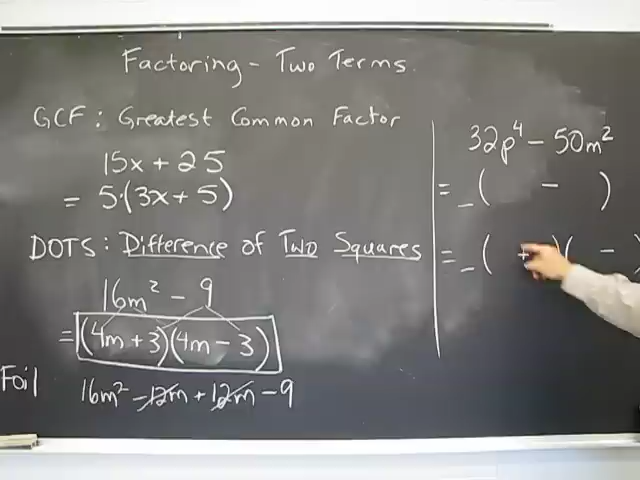 Factoring - Two Terms
GCF: Greatest Common Factor
15x + 25
= 5·(3x + 5)
DOTS: Difference of Two Squares
16m² - 9
= (4m + 3)(4m - 3)
Foil 16m² - 12m + 12m - 9
32p⁴ - 50m²
= _( - )
= _( + )( - )